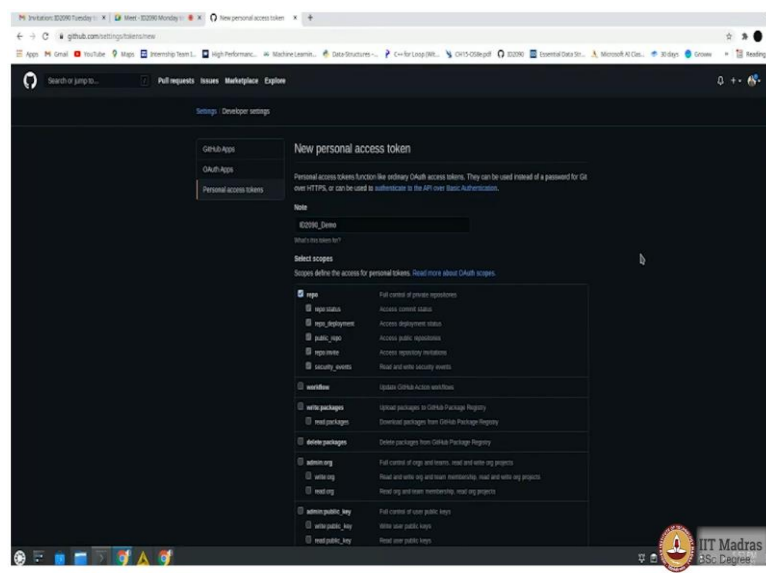 Invitation: ID2090 Tuesday
Meet - ID2090 Monday
New personal access token
github.com/settings/tokens/new
Apps Gmail YouTube Maps Internship Team High Performanc... Machine Learnin... Data-Structures C++ for Loop (Wit... CH15-OSMe.pdf ID2090 Essential Data Str... Microsoft AI Clas... 30 days Groww » Reading
Search or jump to... / Pull requests Issues Marketplace Explore
Settings / Developer settings
GitHub Apps
OAuth Apps
Personal access tokens
New personal access token
Personal access tokens function like ordinary OAuth access tokens. They can be used instead of a password for Git
over HTTPS, or can be used to authenticate to the API over Basic Authentication.
Note
ID2090_Demo
What's this token for?
Select scopes
Scopes define the access for personal tokens. Read more about OAuth scopes.
repo Full control of private repositories
repo:status Access commit status
repo_deployment Access deployment status
public_repo Access public repositories
repo:invite Access repository invitations
security_events Read and write security events
workflow Update GitHub Action workflows
write:packages Upload packages to GitHub Package Registry
read:packages Download packages from GitHub Package Registry
delete:packages Delete packages from GitHub Package Registry
admin:org Full control of orgs and teams, read and write org projects
write:org Read and write org and team membership, read and write org projects
read:org Read org and team membership, read org projects
admin:public_key Full control of user public keys
write:public_key Write user public keys
read:public_key Read user public keys
IIT Madras
BSc Degree